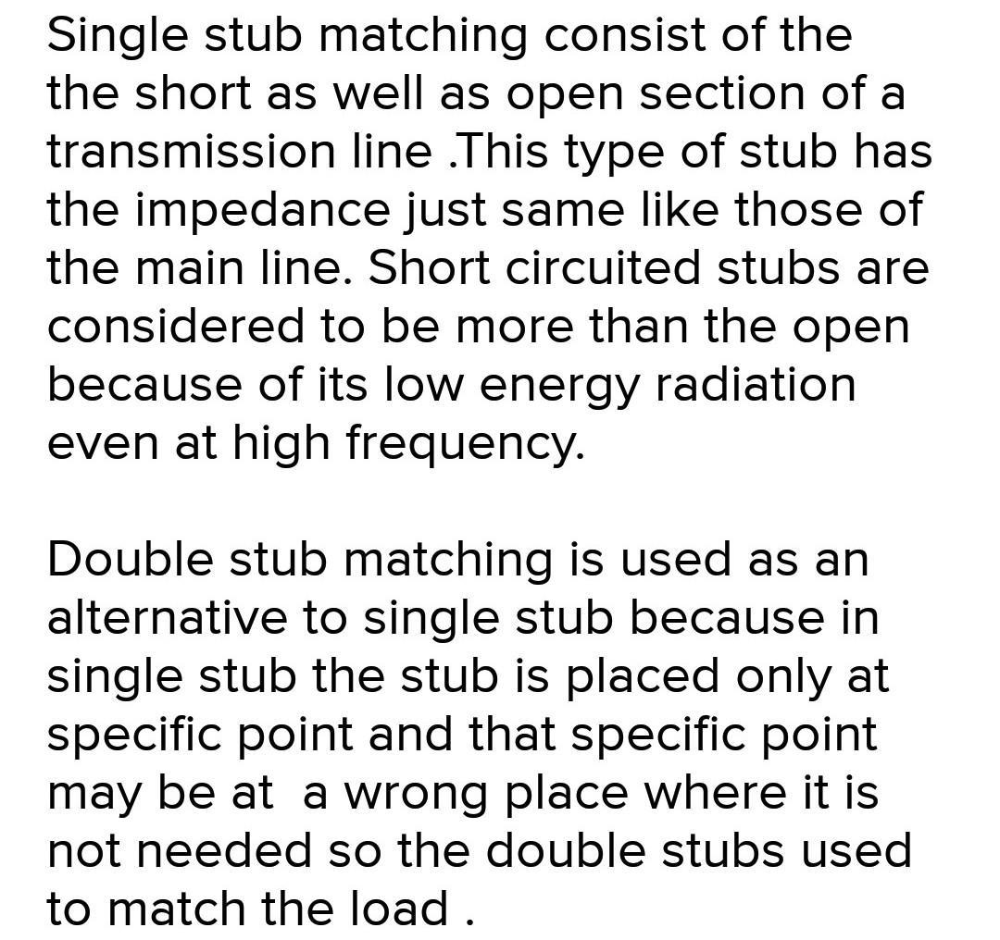 Single stub matching consist of the
the short as well as open section of a
transmission line .This type of stub has
the impedance just same like those of
the main line. Short circuited stubs are
considered to be more than the open
because of its low energy radiation
even at high frequency.

Double stub matching is used as an
alternative to single stub because in
single stub the stub is placed only at
specific point and that specific point
may be at  a wrong place where it is
not needed so the double stubs used
to match the load .